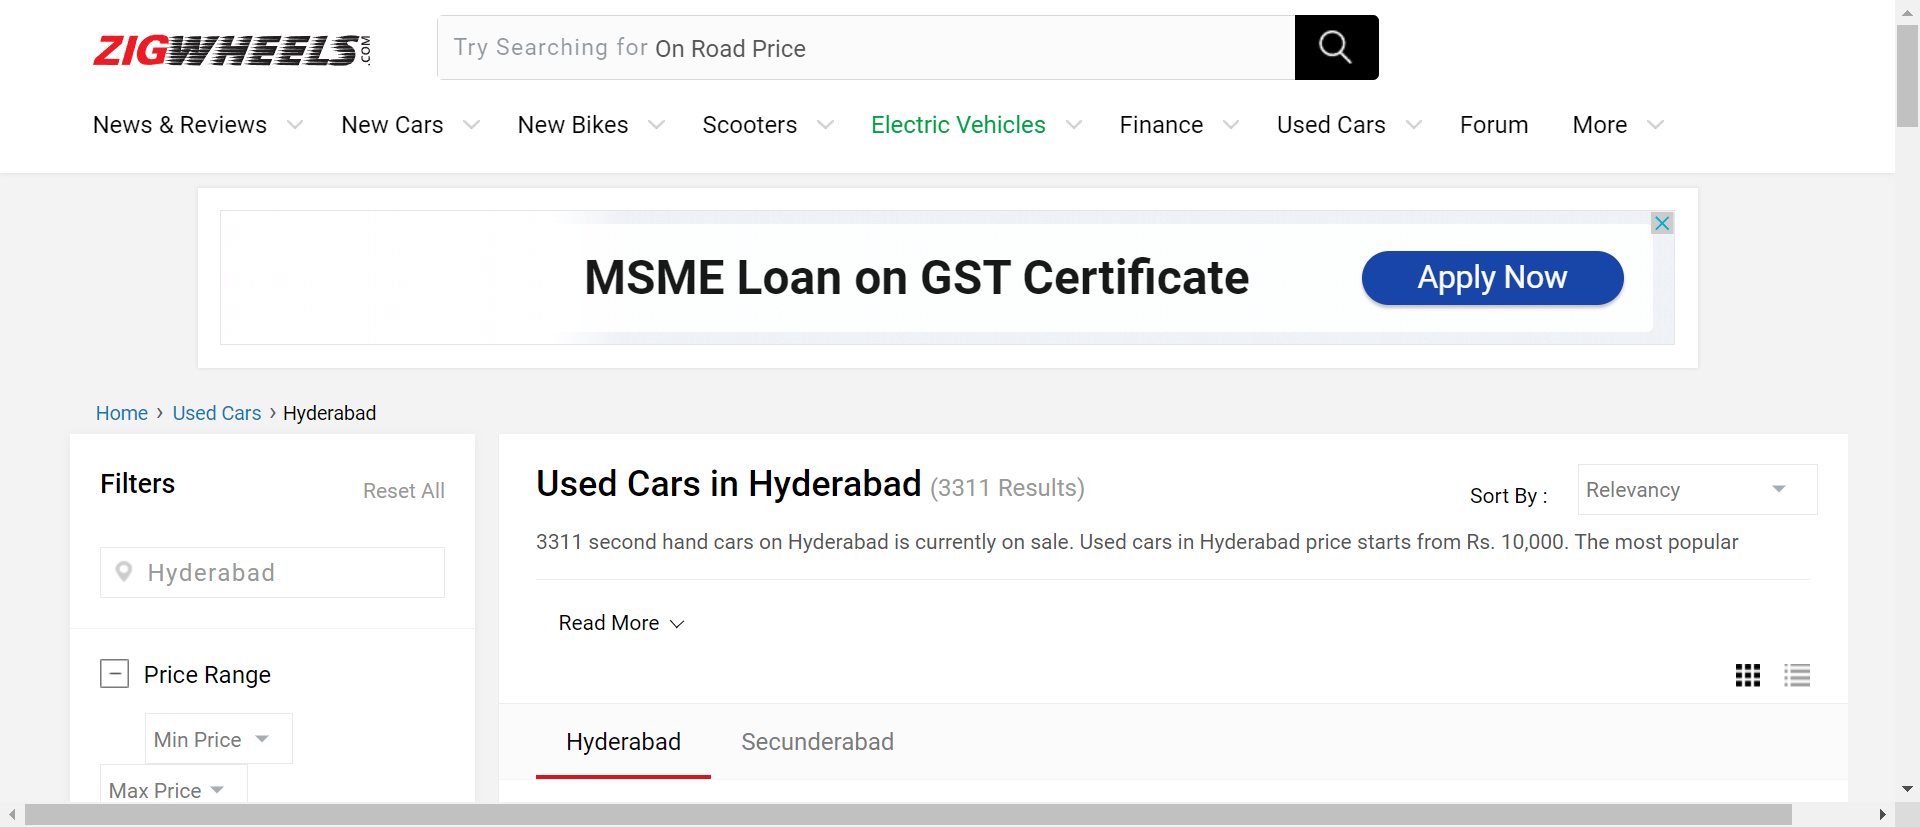 ZIGWHEELS.COM
Try Searching for On Road Price
News & Reviews New Cars New Bikes Scooters Electric Vehicles Finance Used Cars Forum More
MSME Loan on GST Certificate
Apply Now
Home › Used Cars › Hyderabad
Filters
Reset All
Hyderabad
Price Range
Min Price
Max Price
Used Cars in Hyderabad (3311 Results)
Sort By :
Relevancy
3311 second hand cars on Hyderabad is currently on sale. Used cars in Hyderabad price starts from Rs. 10,000. The most popular
Read More
Hyderabad Secunderabad